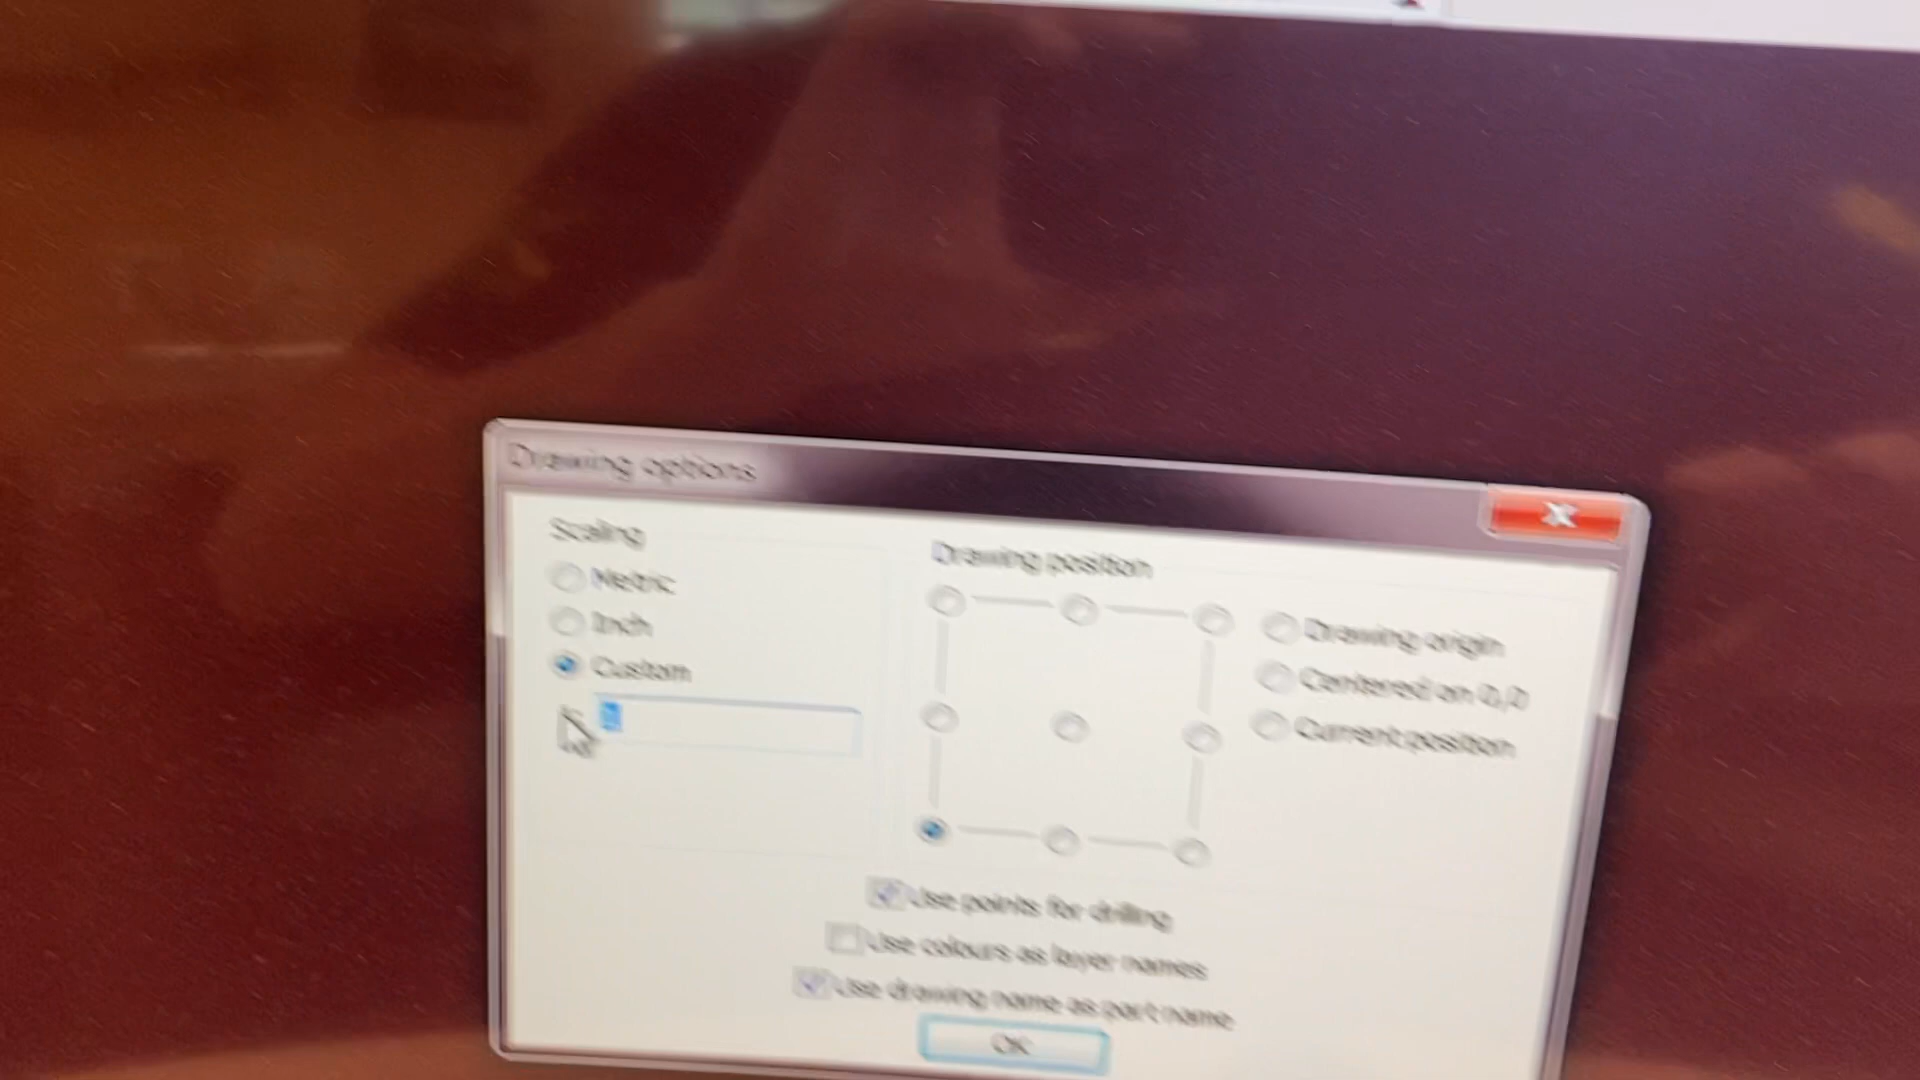 Drawing options
Scaling
Metric
Inch
Custom
Drawing position
Drawing origin
Centered on 0,0
Current position
Use points for drilling
Use colours as layer names
Use drawing name as part name
OK